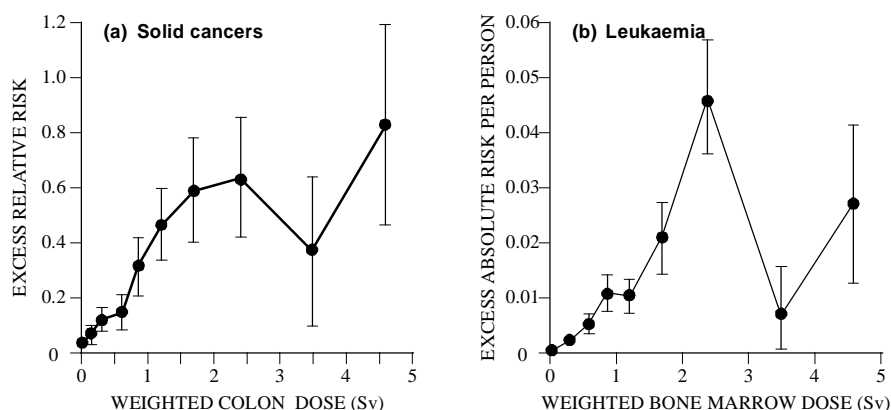 (a) Solid cancers
EXCESS RELATIVE RISK
1.2
1.0
0.8
0.6
0.4
0.2
0
0 1 2 3 4 5
WEIGHTED COLON DOSE (Sv)
(b) Leukaemia
EXCESS ABSOLUTE RISK PER PERSON
0.06
0.05
0.04
0.03
0.02
0.01
0
0 1 2 3 4 5
WEIGHTED BONE MARROW DOSE (Sv)